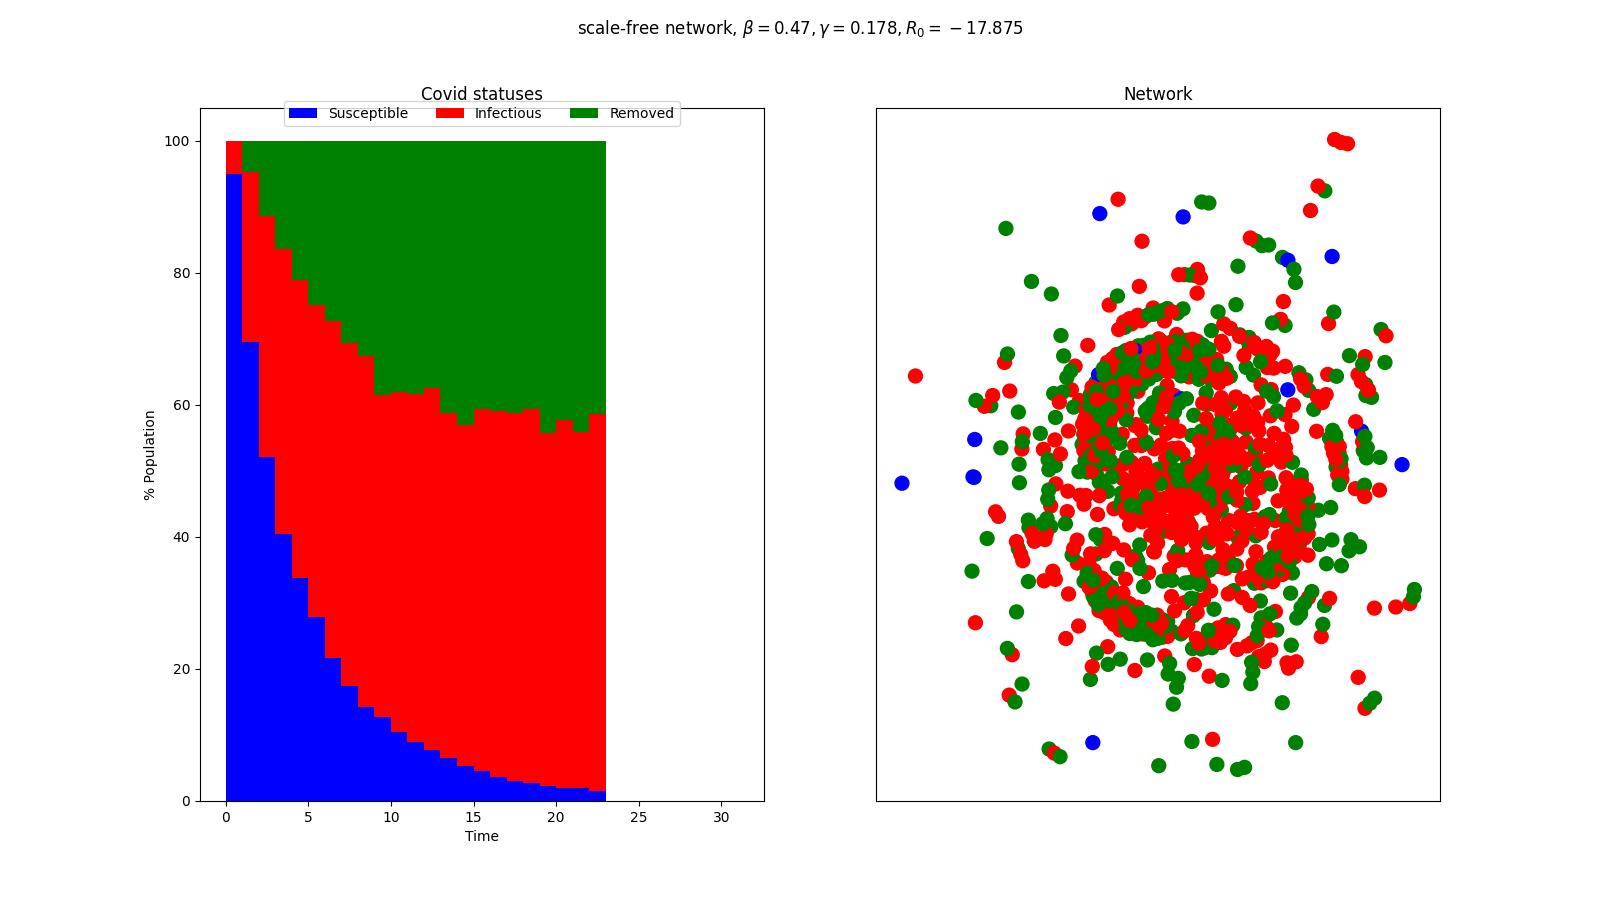 scale-free network, β = 0.47, γ = 0.178, R₀ = − 17.875
Covid statuses
Susceptible Infectious Removed
100
80
60
40
20
0
% Population
0 5 10 15 20 25 30
Time
Network